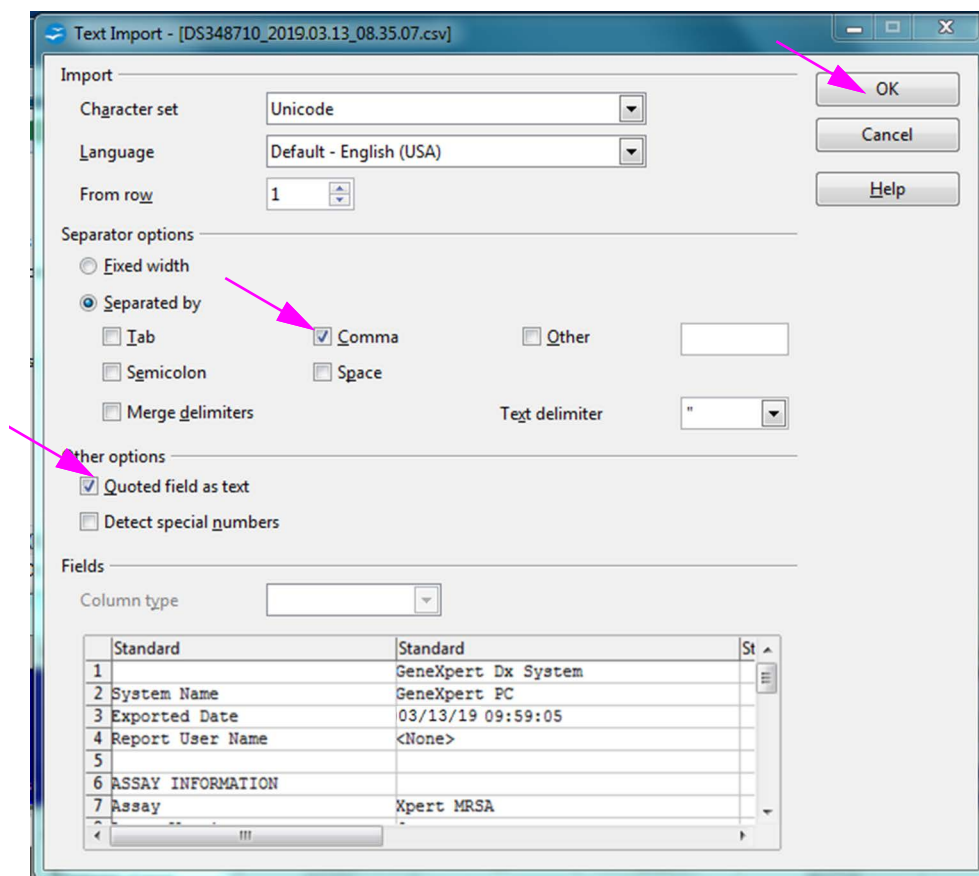 Text Import - [DS348710_2019.03.13_08.35.07.csv]
Import
OK
Character set Unicode
Cancel
Language Default - English (USA)
Help
From row 1
Separator options
Fixed width
Separated by
Tab Comma Other
Semicolon Space
Merge delimiters Text delimiter "
Other options
Quoted field as text
Detect special numbers
Fields
Column type
Standard Standard St
1 GeneXpert Dx System
2 System Name GeneXpert PC
3 Exported Date 03/13/19 09:59:05
4 Report User Name <None>
5
6 ASSAY INFORMATION
7 Assay Xpert MRSA